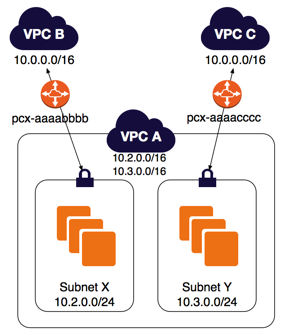 VPC B
VPC C
10.0.0.0/16
10.0.0.0/16
pcx-aaaabbbb
pcx-aaaacccc
VPC A
10.2.0.0/16
10.3.0.0/16
Subnet X
10.2.0.0/24
Subnet Y
10.3.0.0/24